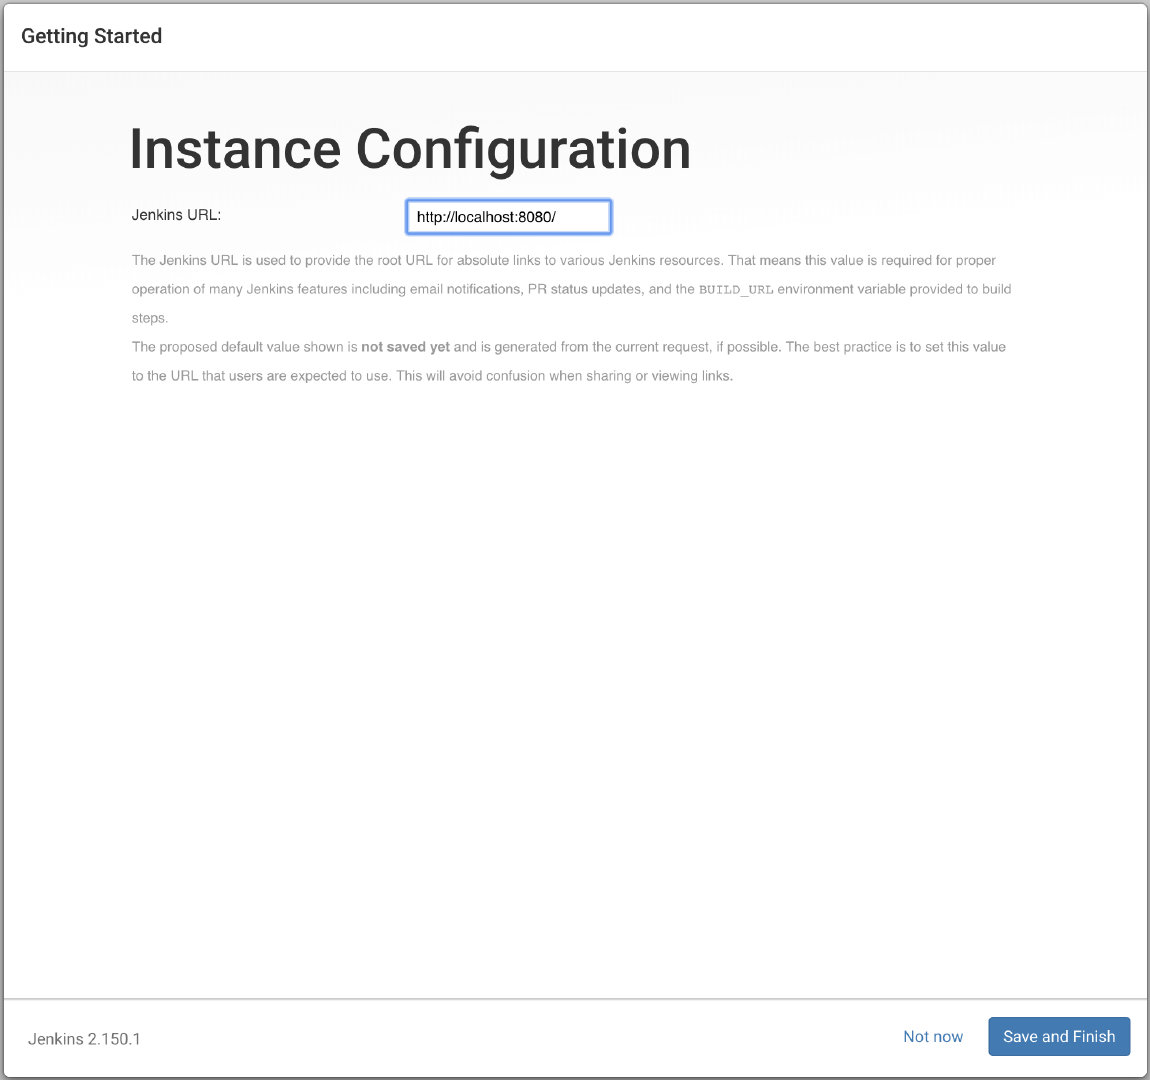 Getting Started
Instance Configuration
Jenkins URL: http://localhost:8080/
The Jenkins URL is used to provide the root URL for absolute links to various Jenkins resources. That means this value is required for proper
operation of many Jenkins features including email notifications, PR status updates, and the BUILD_URL environment variable provided to build
steps.
The proposed default value shown is not saved yet and is generated from the current request, if possible. The best practice is to set this value
to the URL that users are expected to use. This will avoid confusion when sharing or viewing links.
Jenkins 2.150.1 Not now Save and Finish